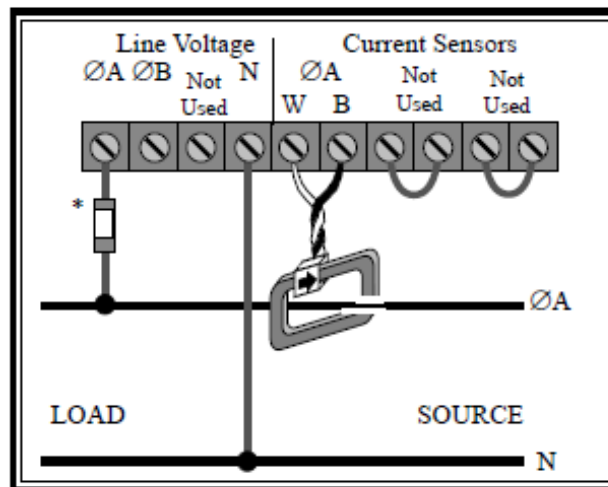 Line Voltage
Current Sensors
ØA ØB Not Used N
ØA
Not Used
Not Used
W B
*
ØA
LOAD
SOURCE
N